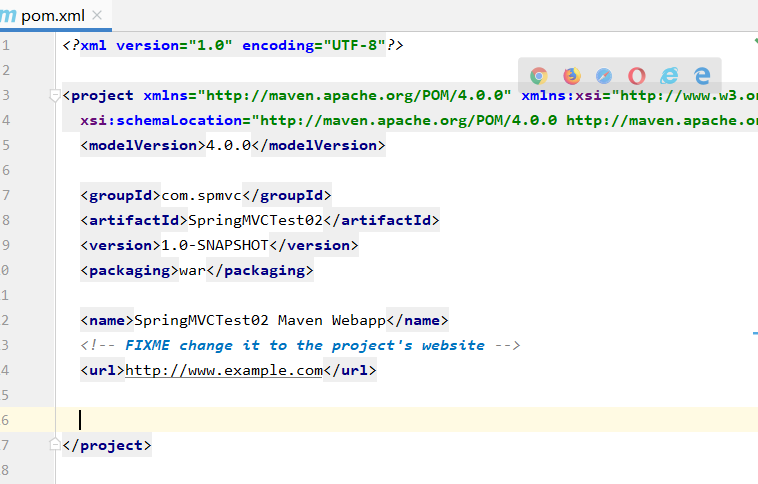 pom.xml
1 <?xml version="1.0" encoding="UTF-8"?>
2
3 <project xmlns="http://maven.apache.org/POM/4.0.0" xmlns:xsi="http://www.w3.or
4 xsi:schemaLocation="http://maven.apache.org/POM/4.0.0 http://maven.apache.or
5 <modelVersion>4.0.0</modelVersion>
6
7 <groupId>com.spmvc</groupId>
8 <artifactId>SpringMVCTest02</artifactId>
9 <version>1.0-SNAPSHOT</version>
0 <packaging>war</packaging>
1
2 <name>SpringMVCTest02 Maven Webapp</name>
3 <!-- FIXME change it to the project's website -->
4 <url>http://www.example.com</url>
5
6
7 </project>
8